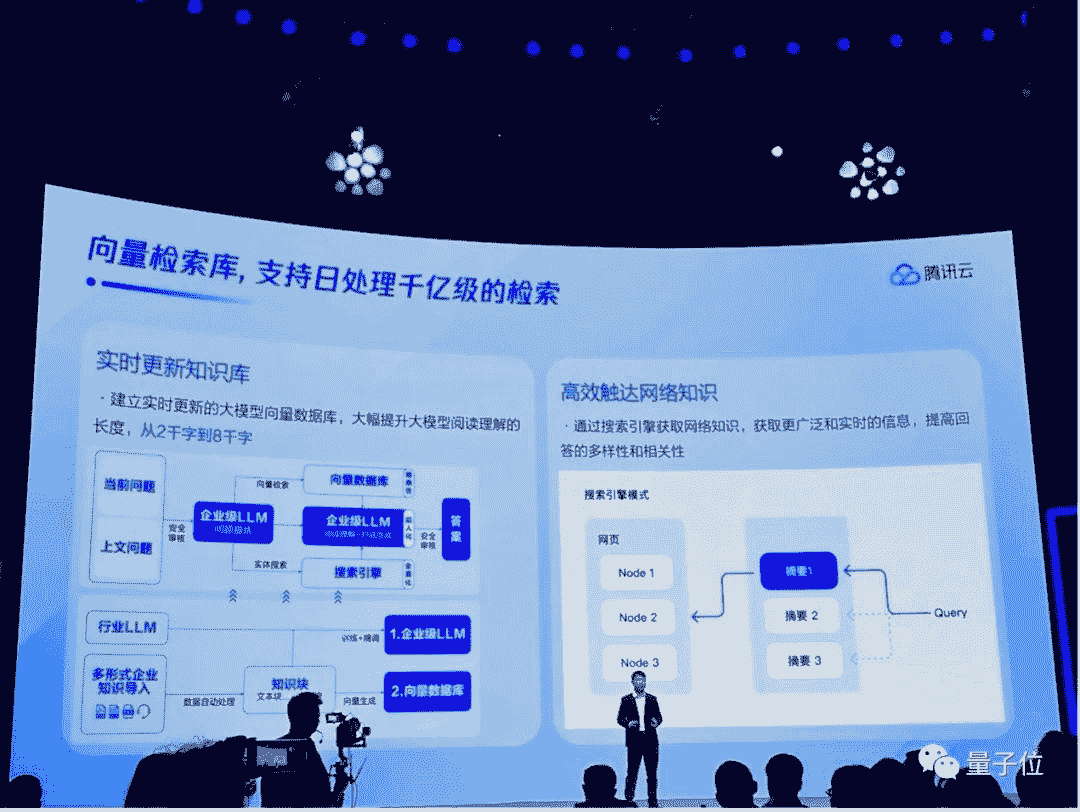 向量检索库, 支持日处理千亿级的检索
腾讯云
实时更新知识库
· 建立实时更新的大模型向量数据库，大幅提升大模型阅读理解的
长度，从2千字到8千字
当前问题
上文问题
安全
审核
企业级LLM
向量检索
实体搜索
向量数据库
企业级LLM
搜索引擎
安全
审核
答
案
行业LLM
多形式企业
知识导入
数据自动处理
知识块
文本块
训练+精调
向量生成
1.企业级LLM
2.向量数据库
高效触达网络知识
· 通过搜索引擎获取网络知识，获取更广泛和实时的信息，提高回
答的多样性和相关性
搜索引擎模式
网页
Node 1
Node 2
Node 3
摘要1
摘要 2
摘要 3
Query
量子位